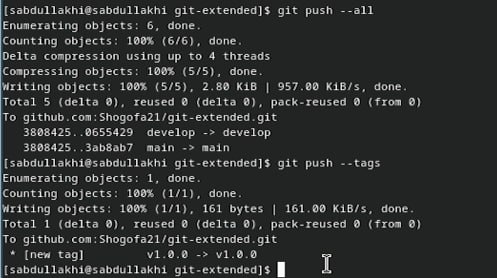 [sabdullakhi@sabdullakhi git-extended]$ git push --all
Enumerating objects: 6, done.
Counting objects: 100% (6/6), done.
Delta compression using up to 4 threads
Compressing objects: 100% (5/5), done.
Writing objects: 100% (5/5), 2.80 KiB | 957.00 KiB/s, done.
Total 5 (delta 0), reused 0 (delta 0), pack-reused 0 (from 0)
To github.com:Shogofa21/git-extended.git
   3808425..0655429  develop -> develop
   3808425..3ab8ab7  main -> main
[sabdullakhi@sabdullakhi git-extended]$ git push --tags
Enumerating objects: 1, done.
Counting objects: 100% (1/1), done.
Writing objects: 100% (1/1), 161 bytes | 161.00 KiB/s, done.
Total 1 (delta 0), reused 0 (delta 0), pack-reused 0 (from 0)
To github.com:Shogofa21/git-extended.git
 * [new tag]         v1.0.0 -> v1.0.0
[sabdullakhi@sabdullakhi git-extended]$